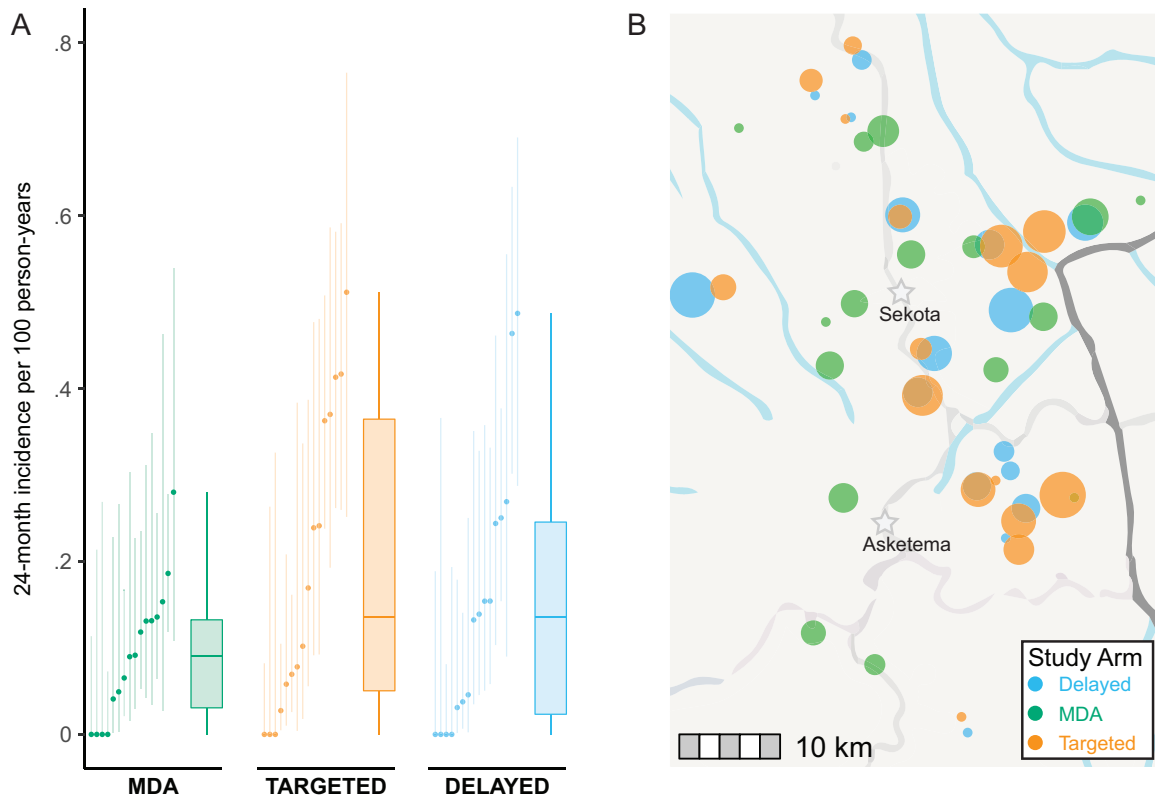 A
24-month incidence per 100 person-years
.8
.6
.4
.2
0
MDA
TARGETED
DELAYED
B
Sekota
Asketema
Study Arm
Delayed
MDA
Targeted
10 km